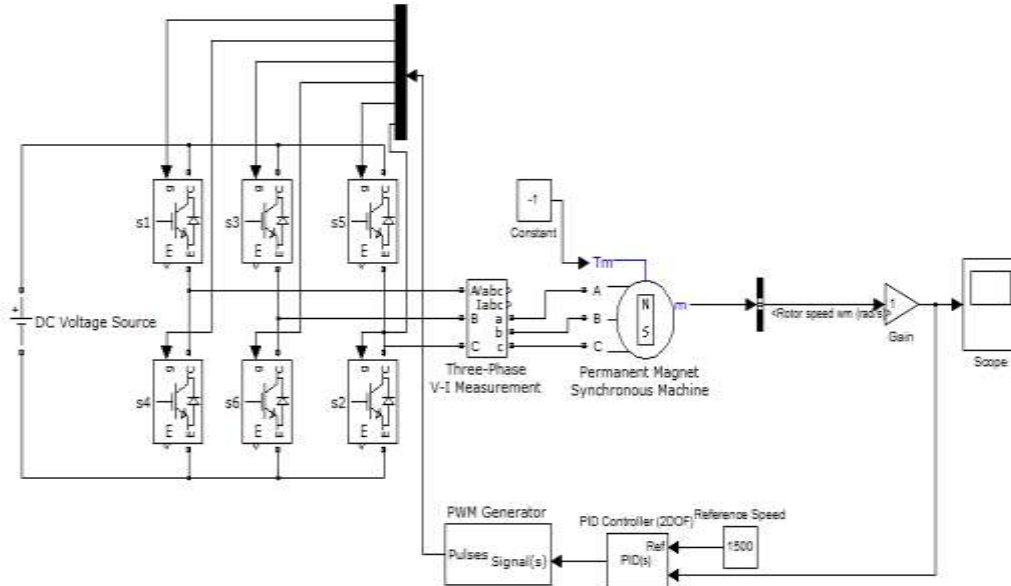 g C
g C
g C
s1
s3
s5
E
E
E
-1
Constant
Tm
A Vabc
Iabc
B a
b
C c
A
B
C
N
S
m
<Rotor speed wm (rad/s)>
1
Gain
Scope
+
DC Voltage Source
Three-Phase
V-I Measurement
Permanent Magnet
Synchronous Machine
g C
g C
g C
s4
s6
s2
E
E
E
PWM Generator
Pulses
Signal(s)
PID Controller (2DOF)
Ref
PID(s)
Reference Speed
1500